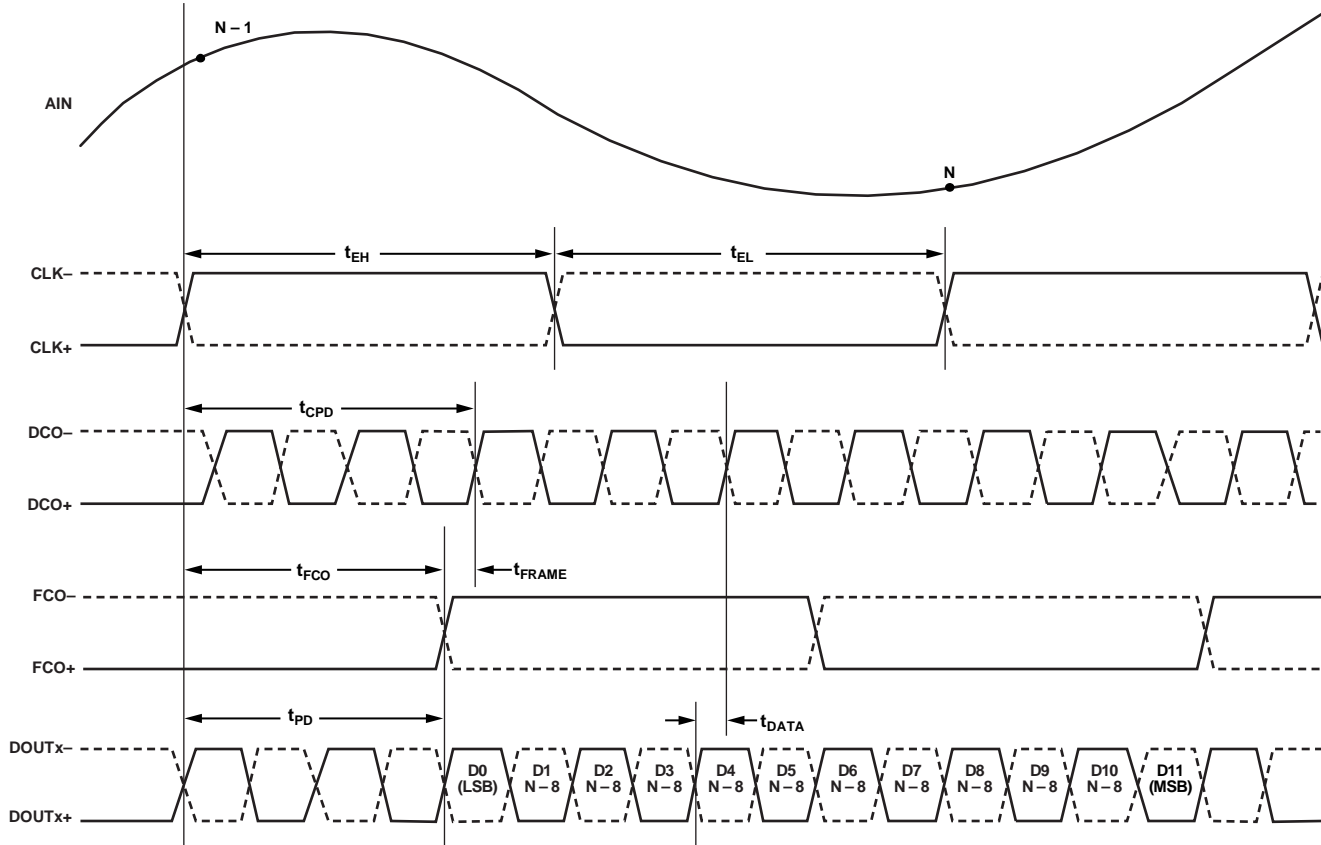 N – 1
AIN
N
tEH
tEL
CLK–
CLK+
tCPD
DCO–
DCO+
tFCO
tFRAME
FCO–
FCO+
tPD
tDATA
DOUTx–
DOUTx+
D0
(LSB)
D1
N – 8
D2
N – 8
D3
N – 8
D4
N – 8
D5
N – 8
D6
N – 8
D7
N – 8
D8
N – 8
D9
N – 8
D10
N – 8
D11
(MSB)